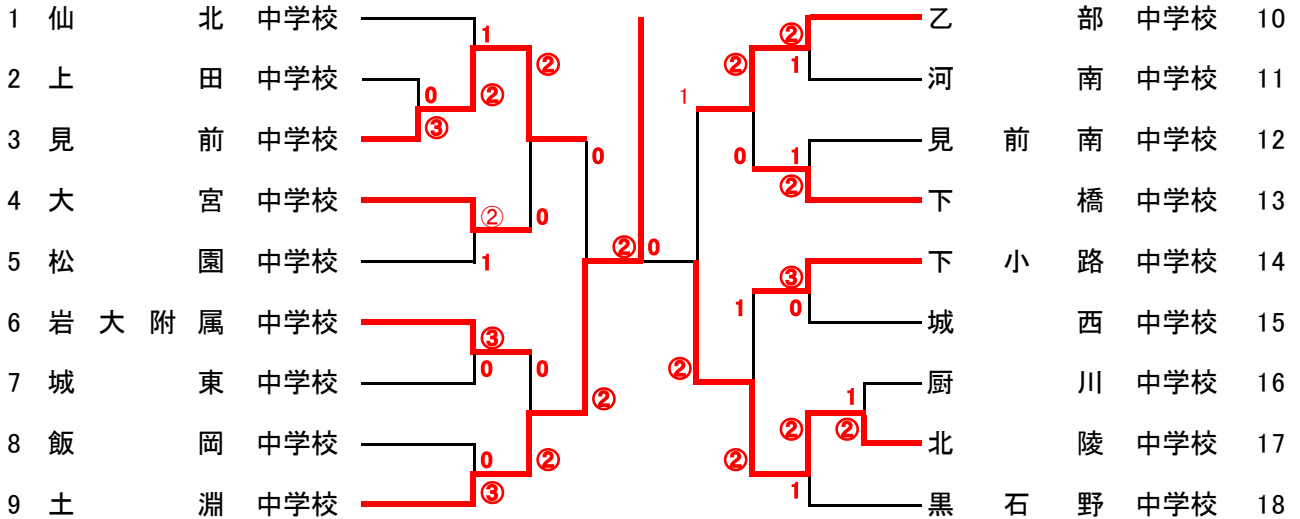 1 仙北中学校
1
2 上田中学校
0
②
②
3 見前中学校
③
0
4 大宮中学校
②
0
5 松園中学校
1
② 0
6 岩大附属中学校
③
7 城東中学校
0
0
②
8 飯岡中学校
0
②
9 土淵中学校
③
乙部中学校 10
②
②
1
河南中学校 11
1
見前南中学校 12
1
0
②
下橋中学校 13
下小路中学校 14
③
1
0
城西中学校 15
②
厨川中学校 16
1
北陵中学校 17
②
②
②
黒石野中学校 18
1